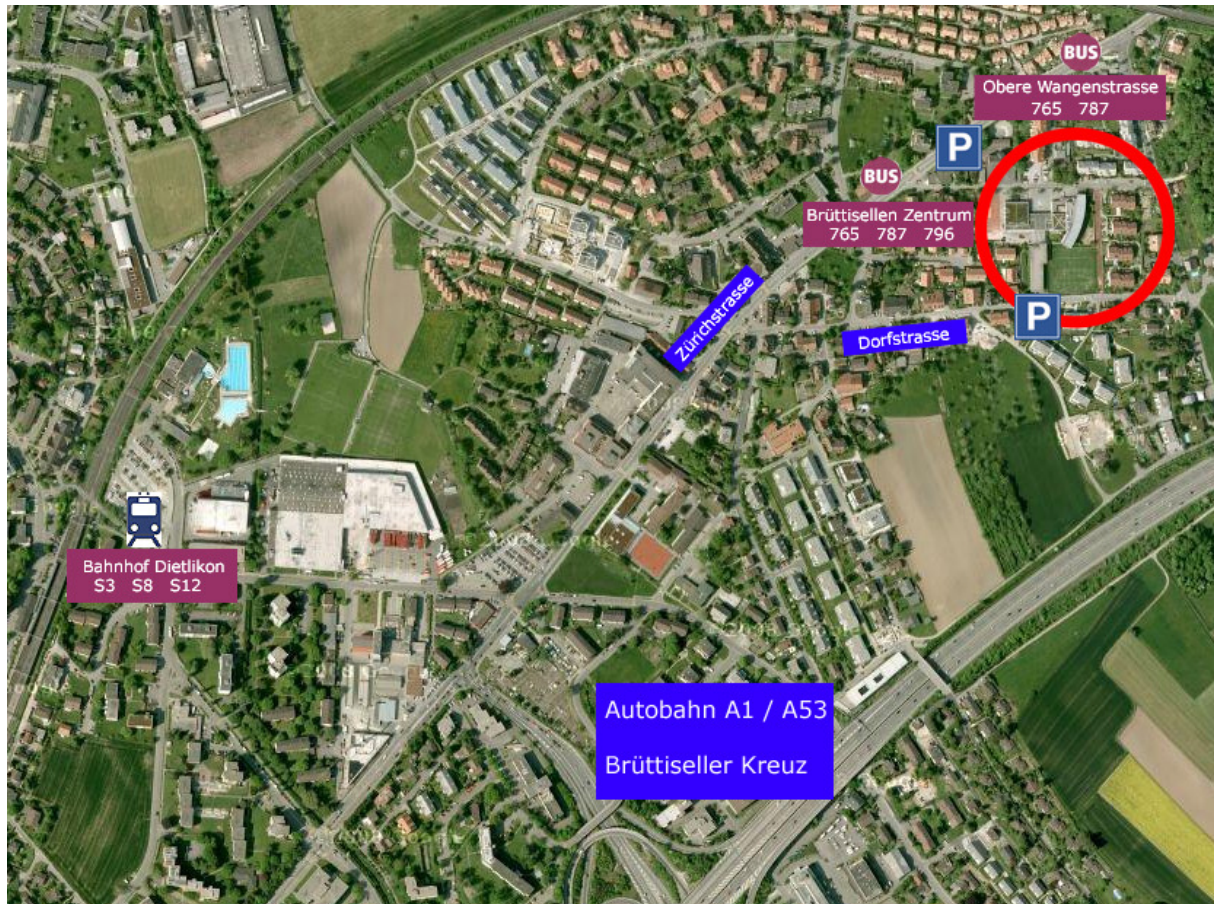 BUS
Obere Wangenstrasse
765 787
P
BUS
Brüttisellen Zentrum
765 787 796
Zürichstrasse
P
Dorfstrasse
Bahnhof Dietlikon
S3 S8 S12
Autobahn A1 / A53
Brüttiseller Kreuz